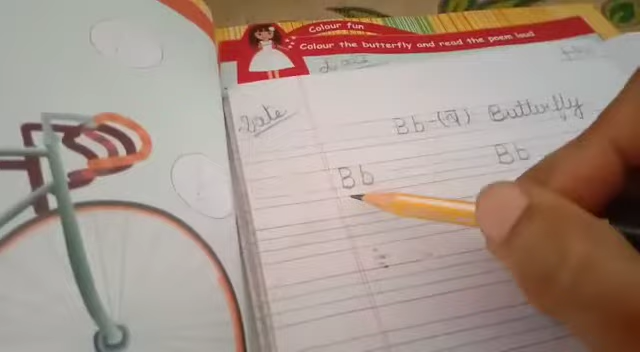 Colour fun
Colour the butterfly and read the poem loud
Date
Bb-(ब) Butterfly
Bb Bb